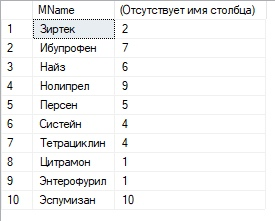 MName (Отсутствует имя столбца)
1 Зиртек 2
2 Ибупрофен 7
3 Найз 6
4 Нолипрел 9
5 Персен 5
6 Систейн 4
7 Тетрациклин 4
8 Цитрамон 1
9 Энтерофурил 1
10 Эспумизан 10